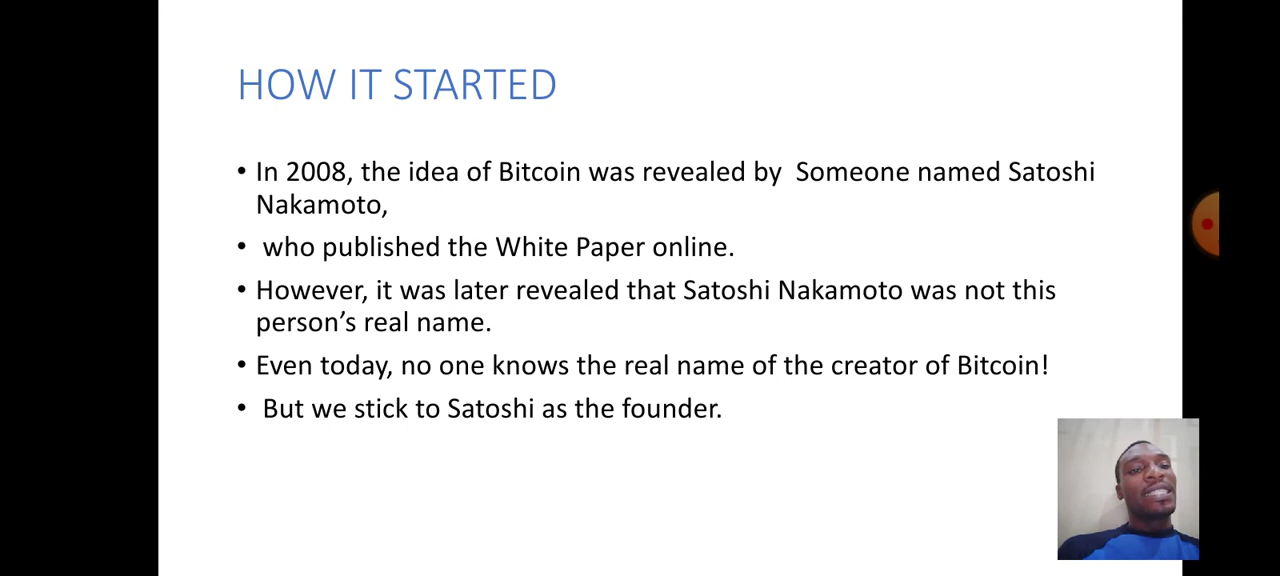 HOW IT STARTED
• In 2008, the idea of Bitcoin was revealed by  Someone named Satoshi
Nakamoto,
•  who published the White Paper online.
• However, it was later revealed that Satoshi Nakamoto was not this
person’s real name.
• Even today, no one knows the real name of the creator of Bitcoin!
•  But we stick to Satoshi as the founder.